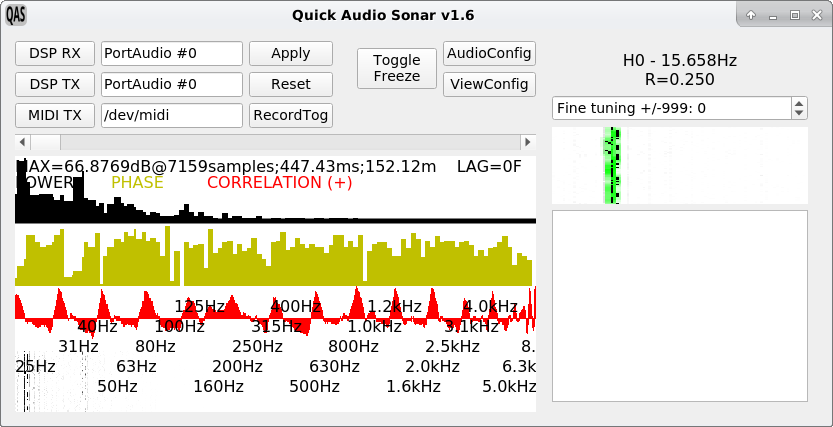 QAS Quick Audio Sonar v1.6
DSP RX PortAudio #0 Apply
DSP TX PortAudio #0 Reset
MIDI TX /dev/midi RecordTog
Toggle
Freeze
AudioConfig
ViewConfig
H0 - 15.658Hz
R=0.250
Fine tuning +/-999: 0
MAX=66.8769dB@7159samples;447.43ms;152.12m LAG=0F
POWER PHASE CORRELATION (+)
125Hz 400Hz 1.2kHz 4.0kHz
40Hz 100Hz 315Hz 1.0kHz 3.1kHz
31Hz 80Hz 250Hz 800Hz 2.5kHz 8.
25Hz 63Hz 200Hz 630Hz 2.0kHz 6.3k
50Hz 160Hz 500Hz 1.6kHz 5.0kHz